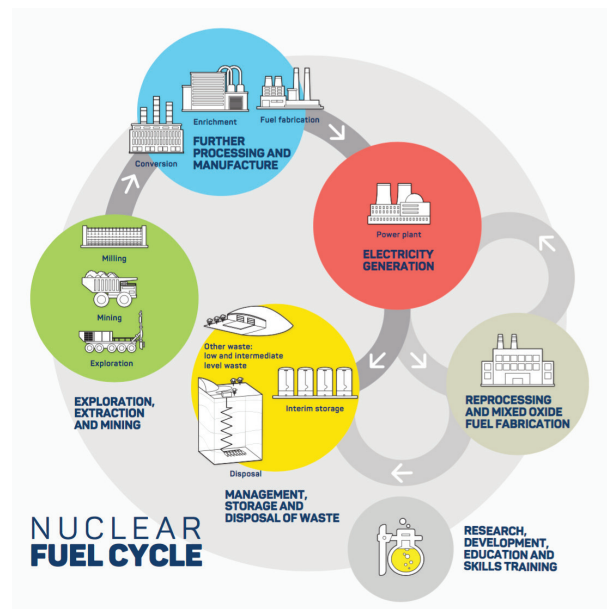 Enrichment
Fuel fabrication
Conversion
FURTHER
PROCESSING AND
MANUFACTURE
Power plant
ELECTRICITY
GENERATION
Milling
Mining
Exploration
EXPLORATION,
EXTRACTION
AND MINING
Other waste:
low and intermediate
level waste
Interim storage
Disposal
MANAGEMENT,
STORAGE AND
DISPOSAL OF WASTE
REPROCESSING
AND MIXED OXIDE
FUEL FABRICATION
RESEARCH,
DEVELOPMENT,
EDUCATION AND
SKILLS TRAINING
NUCLEAR
FUEL CYCLE